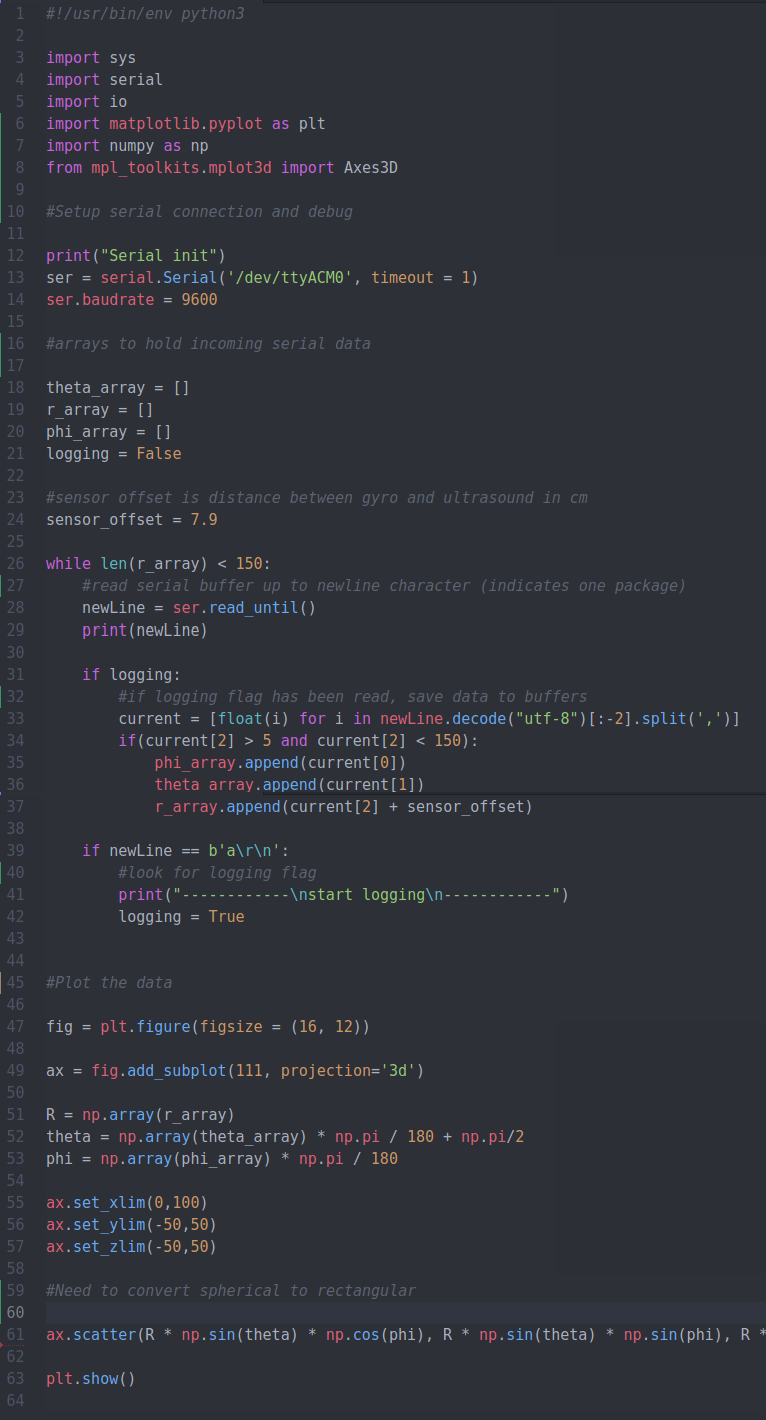 1 #!/usr/bin/env python3
2
3 import sys
4 import serial
5 import io
6 import matplotlib.pyplot as plt
7 import numpy as np
8 from mpl_toolkits.mplot3d import Axes3D
9
10 #Setup serial connection and debug
11
12 print("Serial init")
13 ser = serial.Serial('/dev/ttyACM0', timeout = 1)
14 ser.baudrate = 9600
15
16 #arrays to hold incoming serial data
17
18 theta_array = []
19 r_array = []
20 phi_array = []
21 logging = False
22
23 #sensor offset is distance between gyro and ultrasound in cm
24 sensor_offset = 7.9
25
26 while len(r_array) < 150:
27     #read serial buffer up to newline character (indicates one package)
28     newLine = ser.read_until()
29     print(newLine)
30
31     if logging:
32         #if logging flag has been read, save data to buffers
33         current = [float(i) for i in newLine.decode("utf-8")[:-2].split(',')]
34         if(current[2] > 5 and current[2] < 150):
35             phi_array.append(current[0])
36             theta_array.append(current[1])
37             r_array.append(current[2] + sensor_offset)
38
39     if newLine == b'a\r\n':
40         #look for logging flag
41         print("------------\nstart logging\n------------")
42         logging = True
43
44
45 #Plot the data
46
47 fig = plt.figure(figsize = (16, 12))
48
49 ax = fig.add_subplot(111, projection='3d')
50
51 R = np.array(r_array)
52 theta = np.array(theta_array) * np.pi / 180 + np.pi/2
53 phi = np.array(phi_array) * np.pi / 180
54
55 ax.set_xlim(0,100)
56 ax.set_ylim(-50,50)
57 ax.set_zlim(-50,50)
58
59 #Need to convert spherical to rectangular
60
61 ax.scatter(R * np.sin(theta) * np.cos(phi), R * np.sin(theta) * np.sin(phi), R *
62
63 plt.show()
64